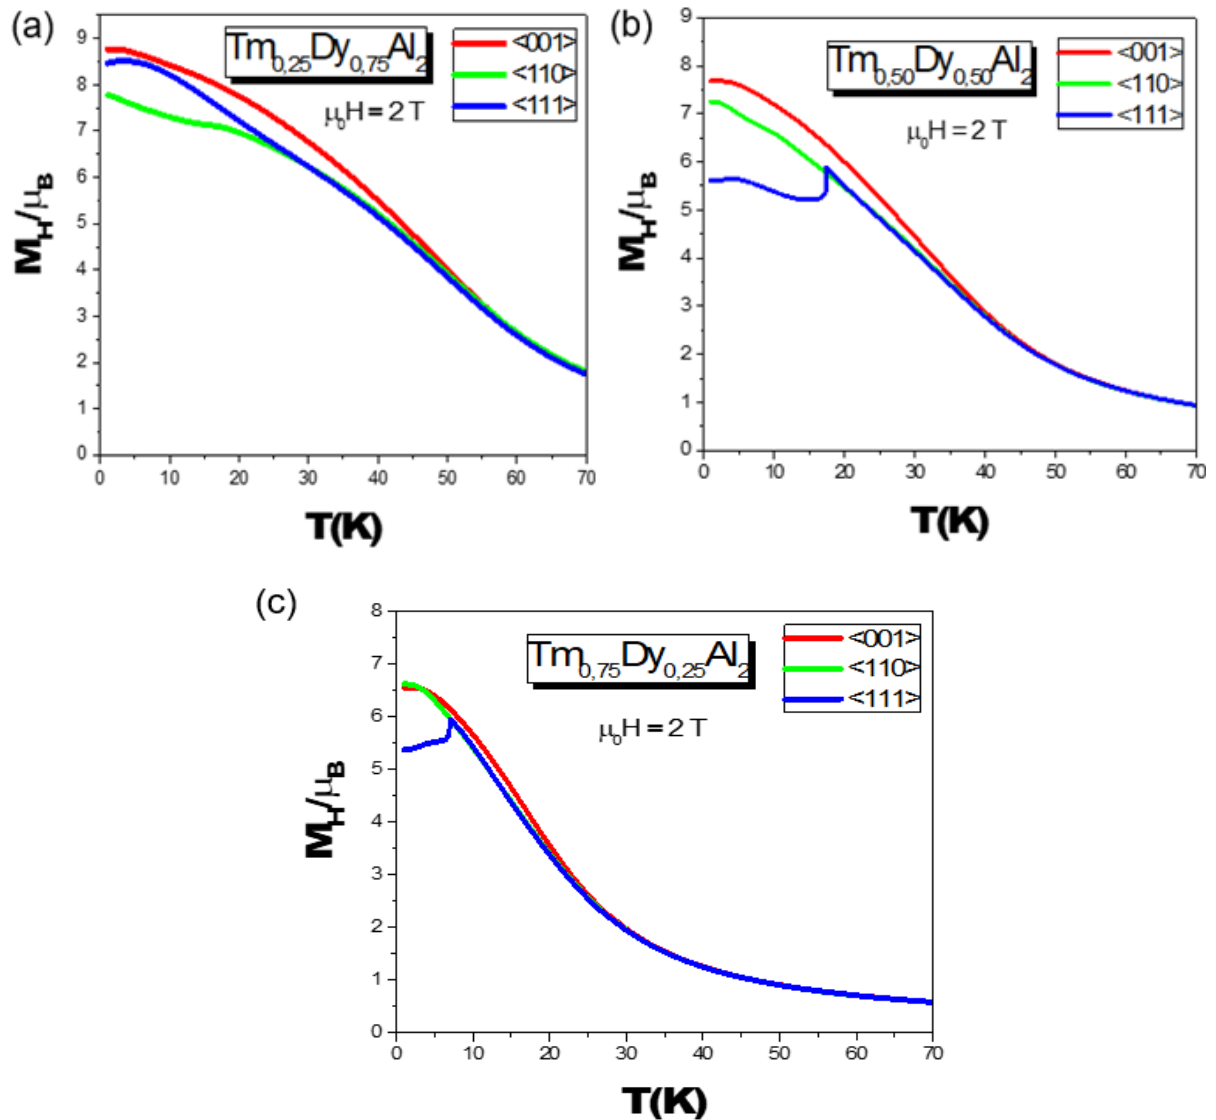 (a)
Tm0,25Dy0,75Al2
μ0H = 2 T
<001>
<110>
<111>
9
8
7
6
5
4
3
2
1
0
MH/μB
0 10 20 30 40 50 60 70
T(K)
(b)
Tm0,50Dy0,50Al2
μ0H = 2 T
<001>
<110>
<111>
9
8
7
6
5
4
3
2
1
0
MH/μB
0 10 20 30 40 50 60 70
T(K)
(c)
Tm0,75Dy0,25Al2
μ0H = 2 T
<001>
<110>
<111>
8
7
6
5
4
3
2
1
0
MH/μB
0 10 20 30 40 50 60 70
T(K)